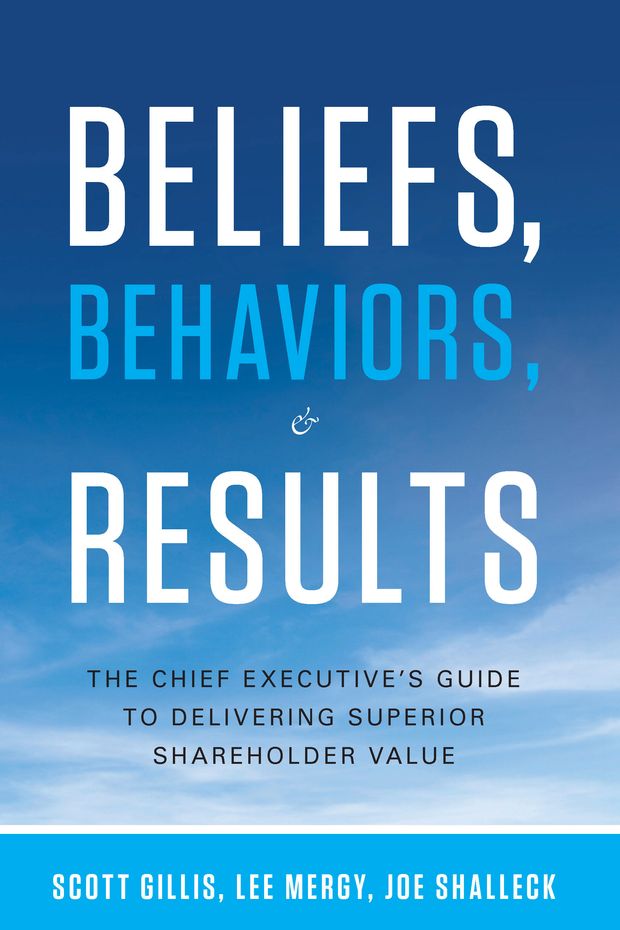 BELIEFS,
BEHAVIORS,
&
RESULTS
THE CHIEF EXECUTIVE'S GUIDE
TO DELIVERING SUPERIOR
SHAREHOLDER VALUE
SCOTT GILLIS, LEE MERGY, JOE SHALLECK